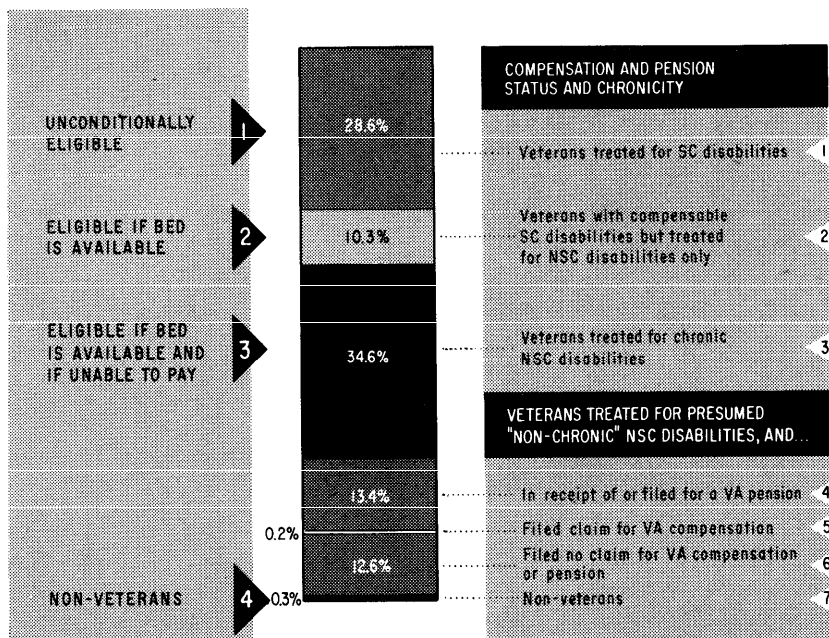 UNCONDITIONALLY
ELIGIBLE
1
ELIGIBLE IF BED
IS AVAILABLE
2
ELIGIBLE IF BED
IS AVAILABLE AND
IF UNABLE TO PAY
3
NON-VETERANS
4
28.6%
10.3%
34.6%
13.4%
0.2%
12.6%
0.3%
COMPENSATION AND PENSION
STATUS AND CHRONICITY
Veterans treated for SC disabilities
1
Veterans with compensable
SC disabilities but treated
for NSC disabilities only
2
Veterans treated for chronic
NSC disabilities
3
VETERANS TREATED FOR PRESUMED
"NON-CHRONIC" NSC DISABILITIES, AND...
In receipt of or filed for a VA pension
4
Filed claim for VA compensation
5
Filed no claim for VA compensation
or pension
6
Non-veterans
7